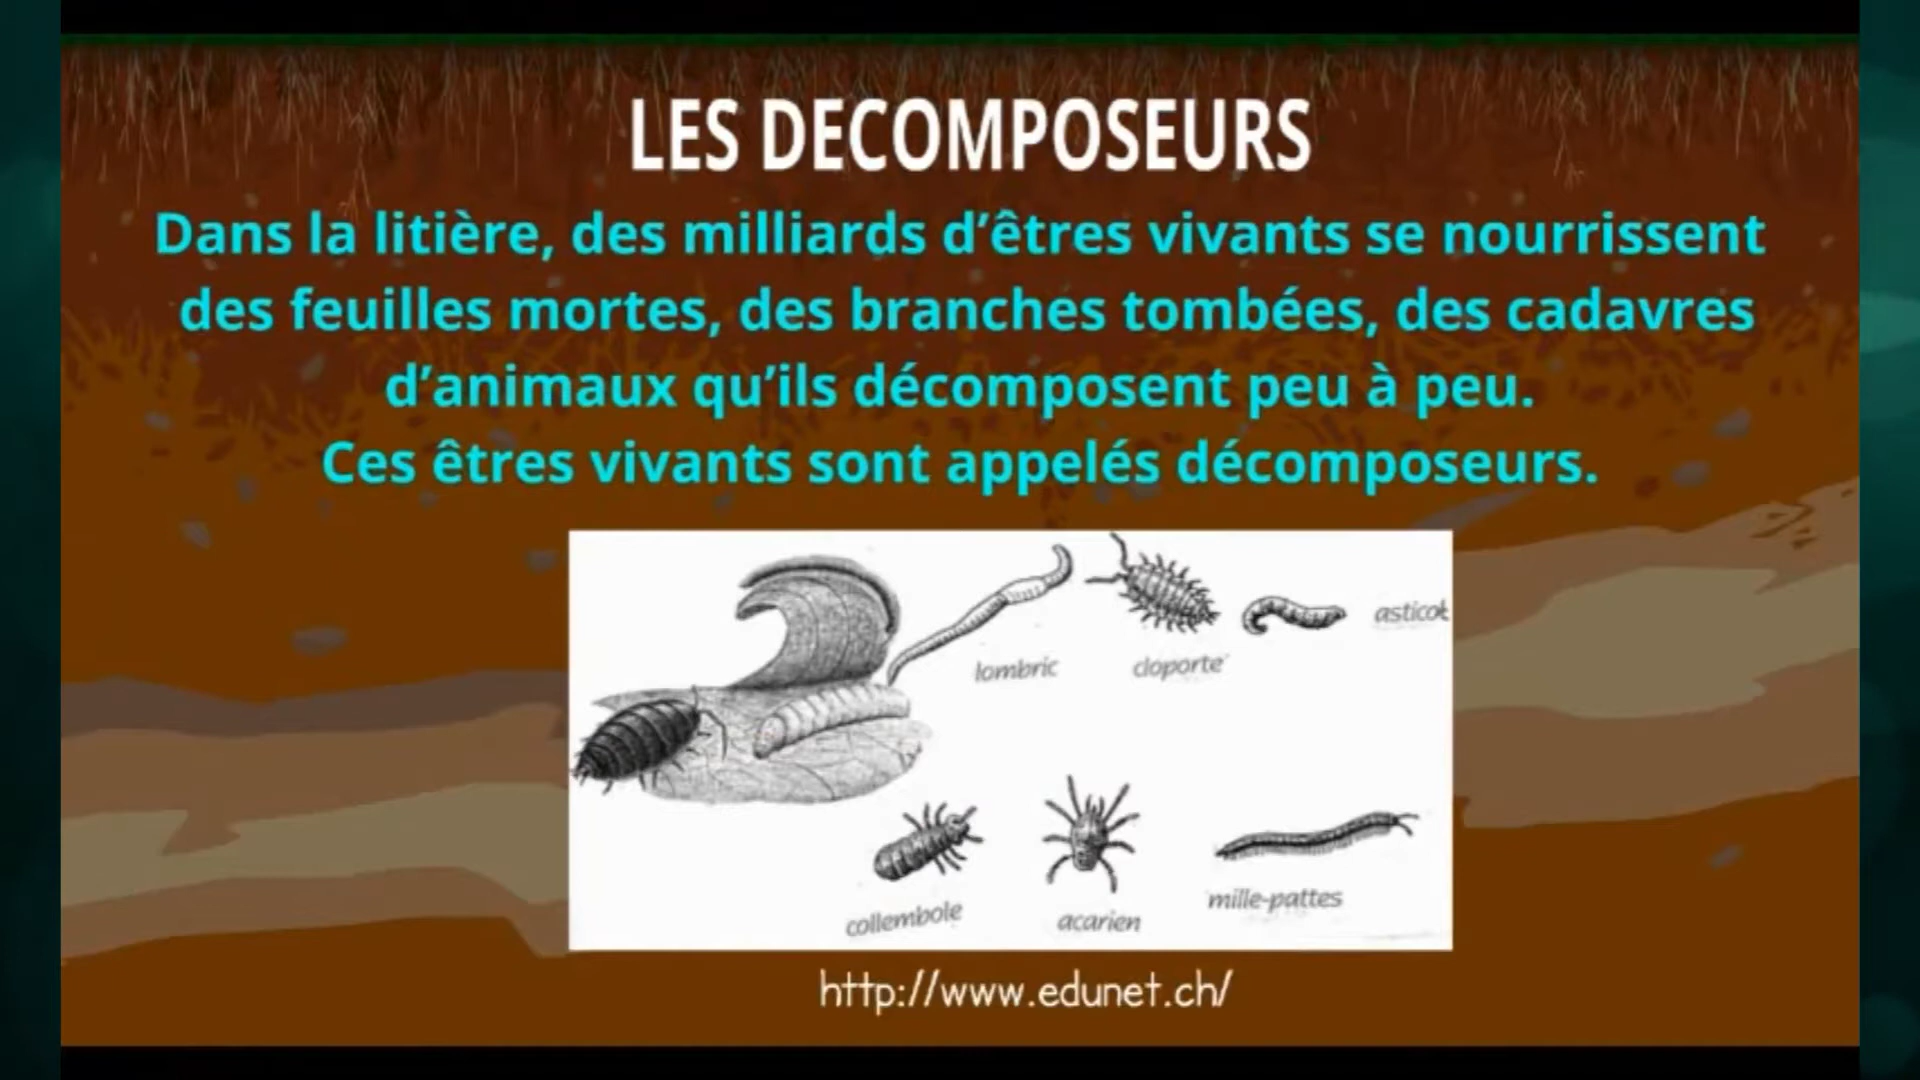 LES DECOMPOSEURS
Dans la litière, des milliards d’êtres vivants se nourrissent
des feuilles mortes, des branches tombées, des cadavres
d’animaux qu’ils décomposent peu à peu.
Ces êtres vivants sont appelés décomposeurs.
asticot
lombric
cloporte
collembole
acarien
mille-pattes
http://www.edunet.ch/